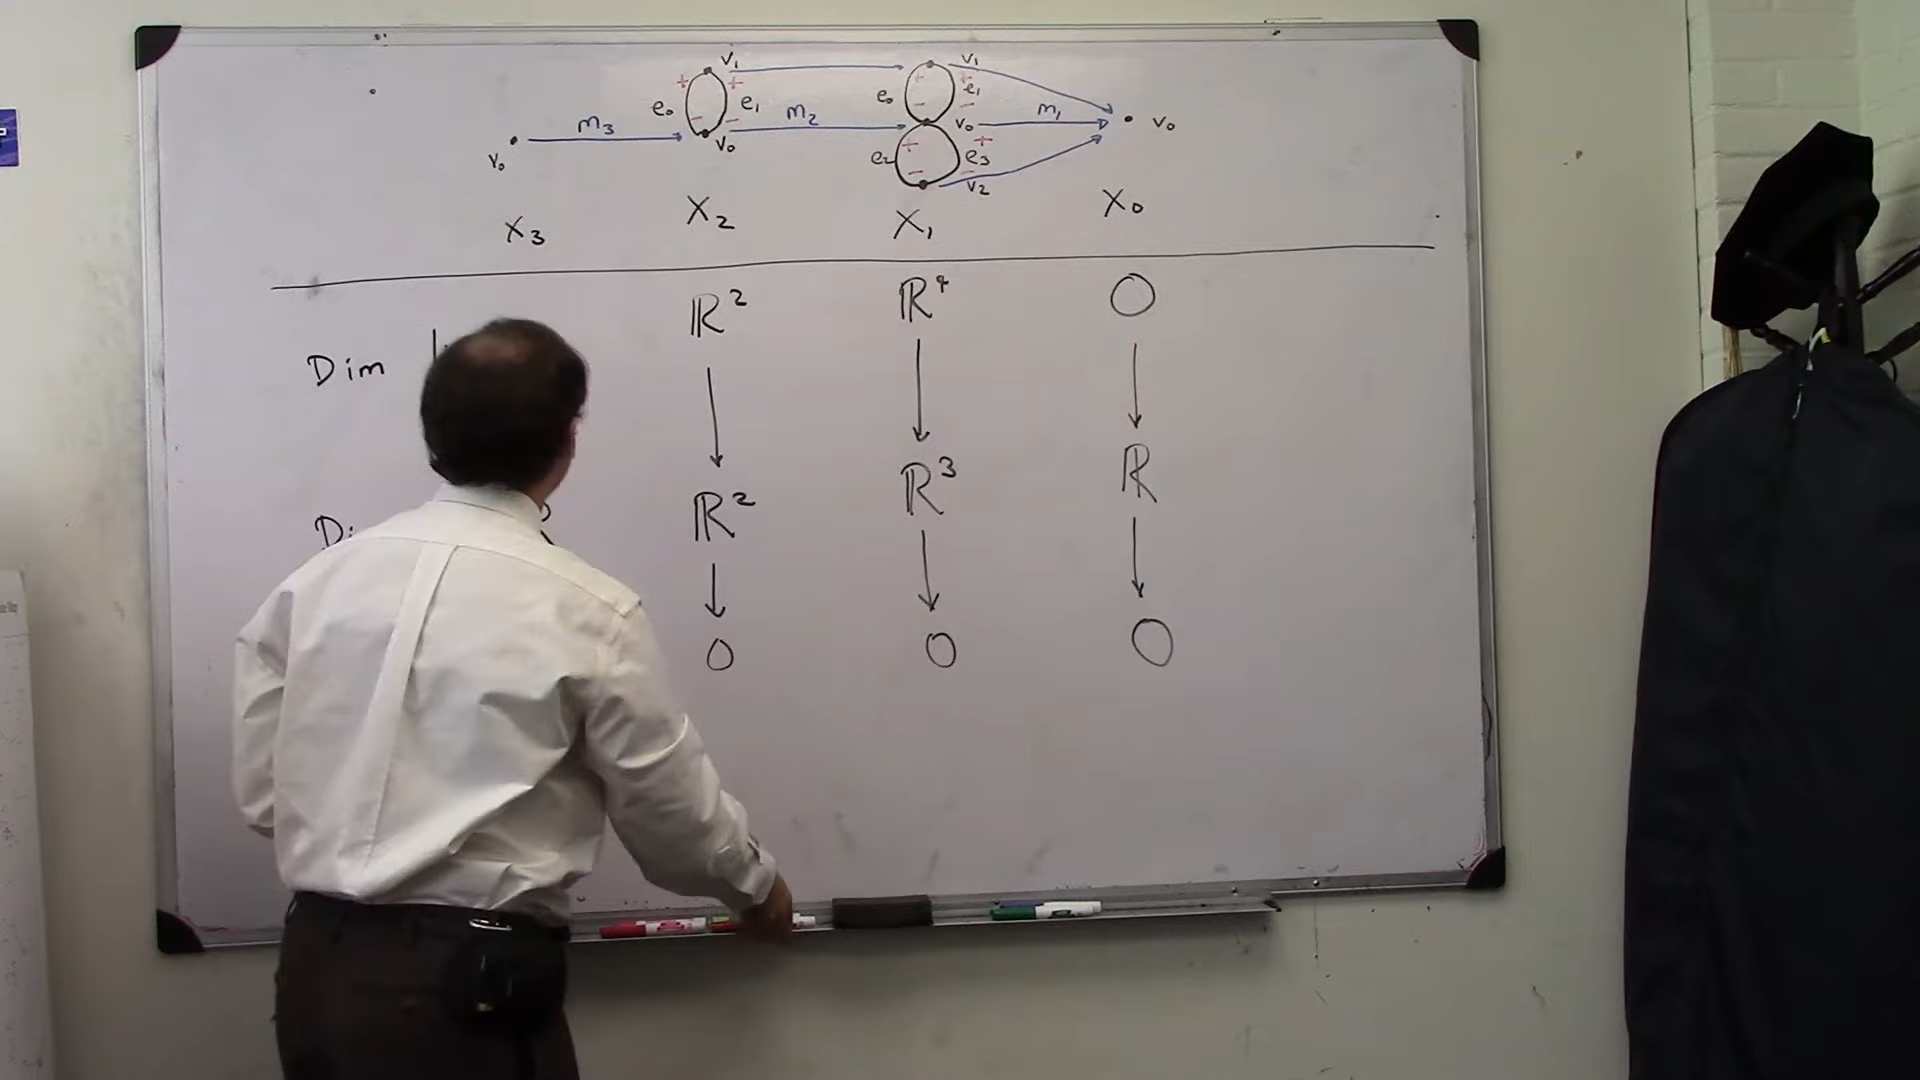 v₁ v₁
+ + + +
e₀ e₁ e₀ e₁
m₃ - - m₂ - - m₁
v₀ v₀ v₀ v₀
+ +
e₂ e₃
- -
v₂
X₃ X₂ X₁ X₀
ℝ² ℝ⁴ 0
Dim
ℝ² ℝ³ ℝ
0 0 0